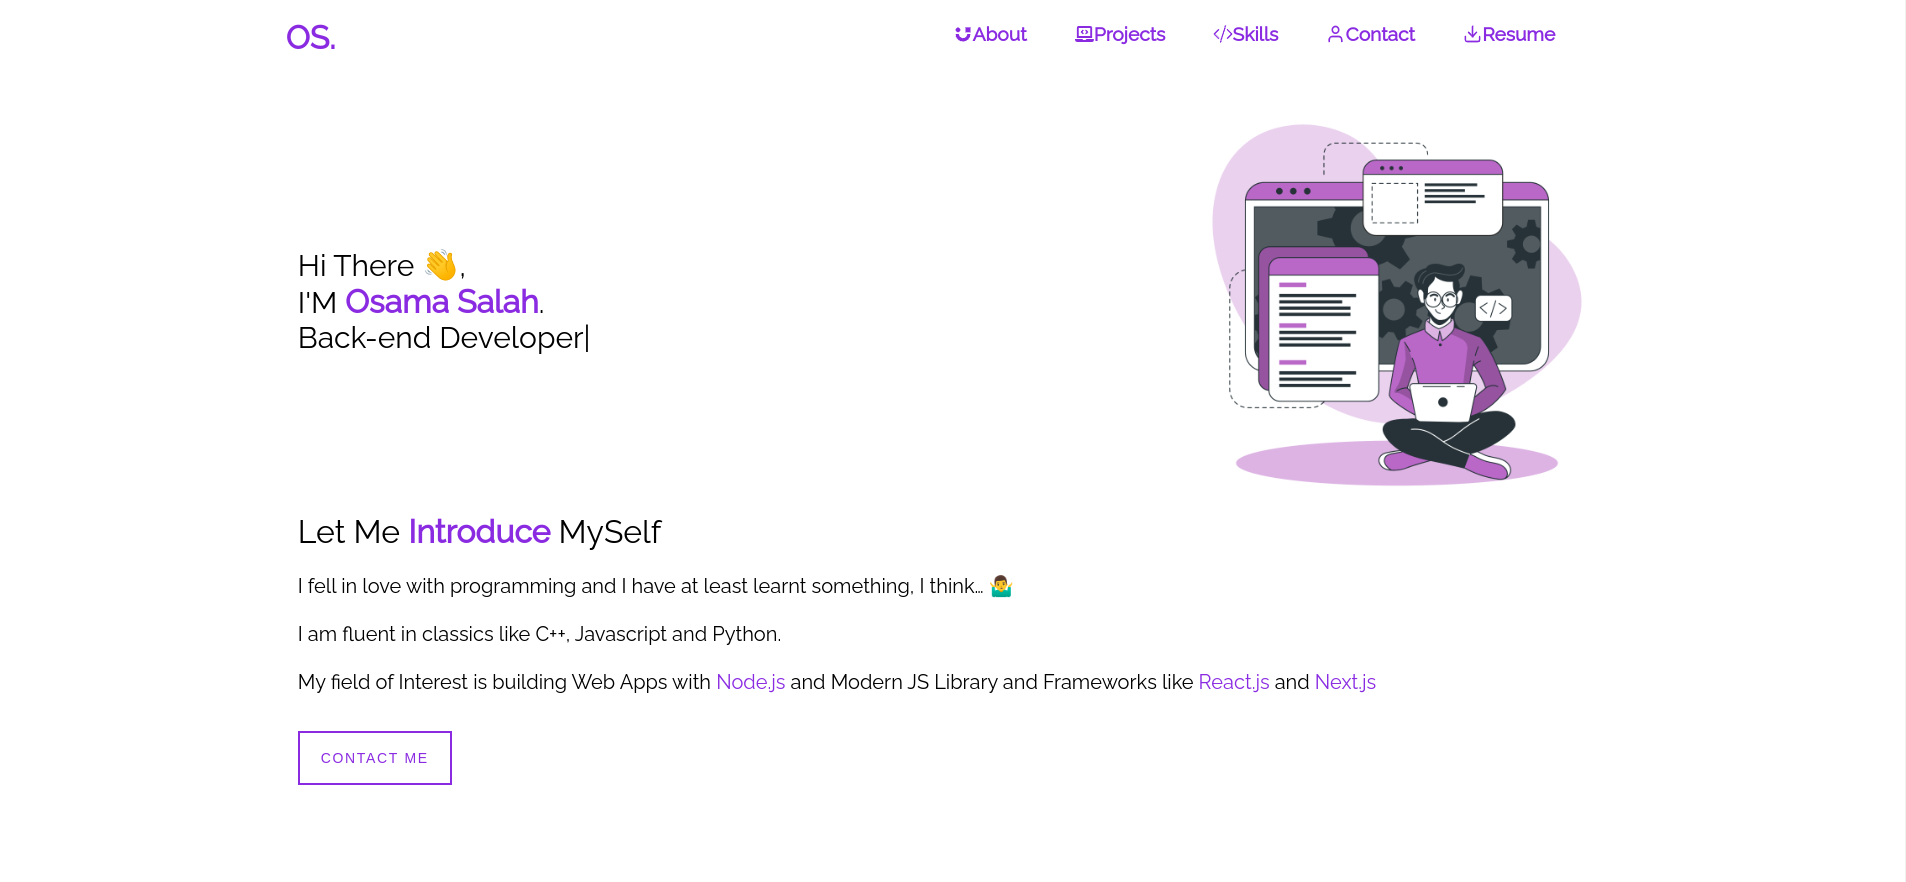 OS.
About Projects Skills Contact Resume
Hi There 👋,
I'M Osama Salah.
Back-end Developer|
</>
Let Me Introduce MySelf
I fell in love with programming and I have at least learnt something, I think… 🤷‍♂️
I am fluent in classics like C++, Javascript and Python.
My field of Interest is building Web Apps with Node.js and Modern JS Library and Frameworks like React.js and Next.js
CONTACT ME